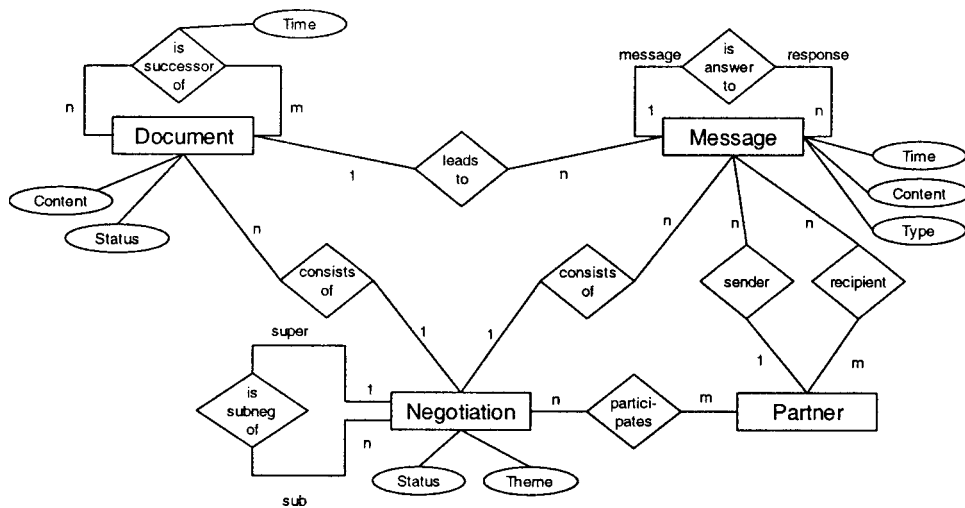 Time
is
successor
of
n
m
Document
Content
Status
message
is
answer
to
response
1
n
Message
Time
Content
Type
1
leads
to
n
n
consists
of
1
n
consists
of
1
n
sender
1
n
recipient
m
super
1
is
subneg
of
n
sub
Negotiation
Status
Theme
n
partici-
pates
m
Partner